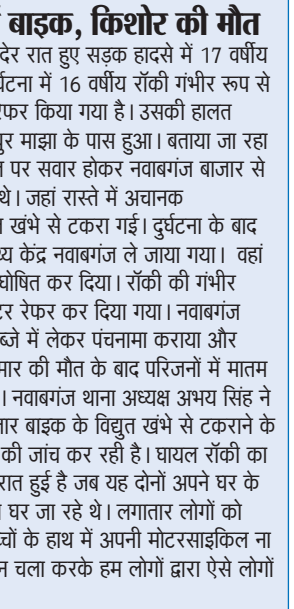 बाइक, किशोर की मौत
देर रात हुए सड़क हादसे में 17 वर्षीय
र्घटना में 16 वर्षीय रॉकी गंभीर रूप से
रेफर किया गया है। उसकी हालत
पुर माझा के पास हुआ। बताया जा रहा
पर सवार होकर नवाबगंज बाजार से
थे। जहां रास्ते में अचानक
खंभे से टकरा गई। दुर्घटना के बाद
थ्य केंद्र नवाबगंज ले जाया गया। वहां
घोषित कर दिया। रॉकी की गंभीर
टर रेफर कर दिया गया। नवाबगंज
ब्जे में लेकर पंचनामा कराया और
मार की मौत के बाद परिजनों में मातम
। नवाबगंज थाना अध्यक्ष अभय सिंह ने
तार बाइक के विद्युत खंभे से टकराने के
की जांच कर रही है। घायल रॉकी का
रात हुई है जब यह दोनों अपने घर के
घर जा रहे थे। लगातार लोगों को
च्चों के हाथ में अपनी मोटरसाइकिल ना
न चला करके हम लोगों द्वारा ऐसे लोगों